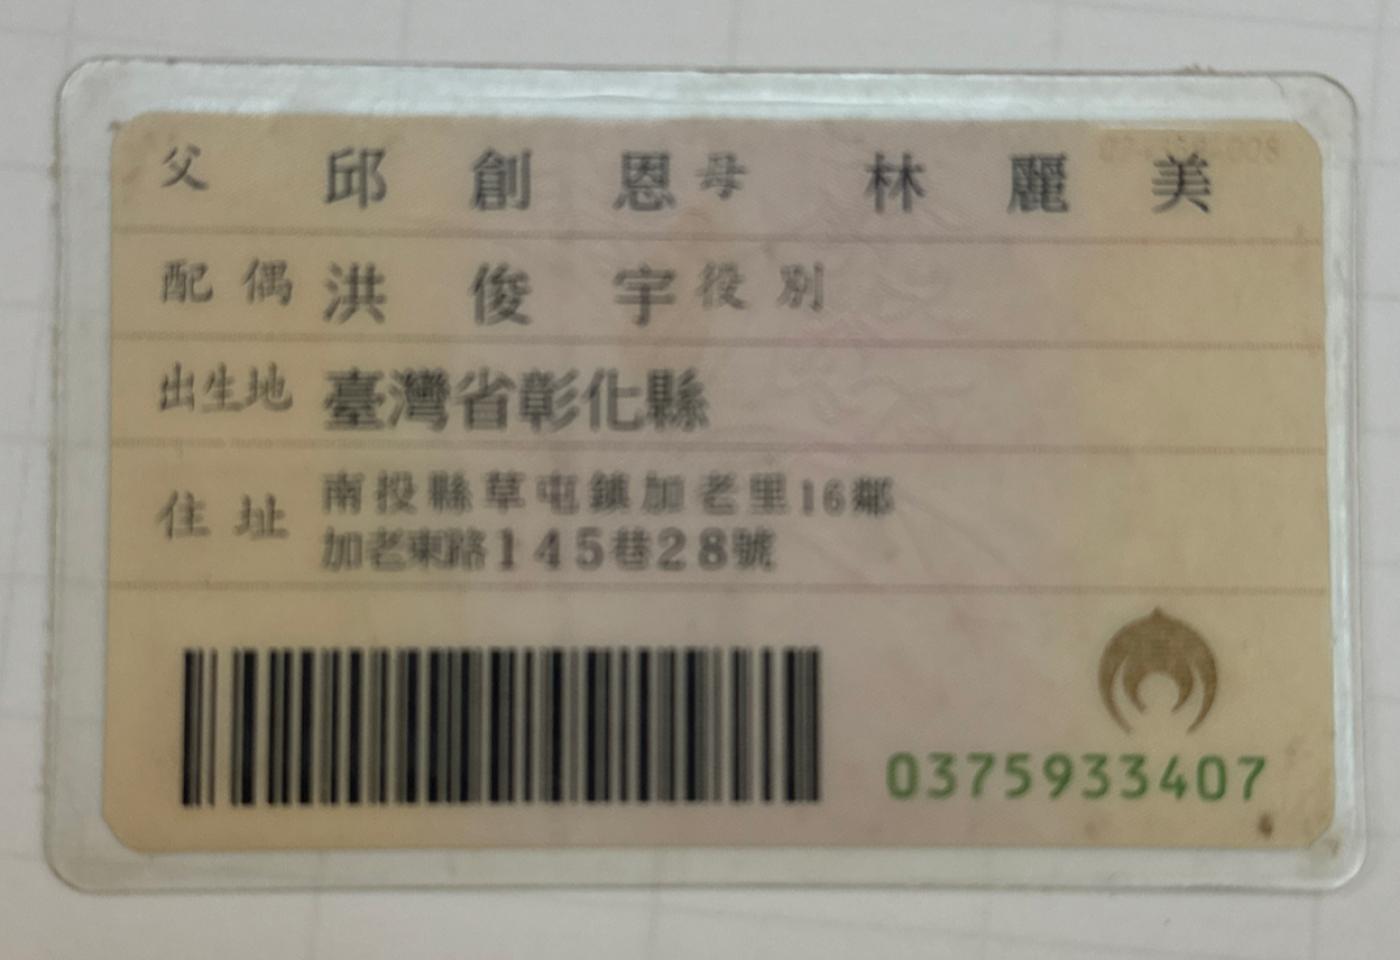 父 邱創恩 母 林麗美
配偶 洪俊宇 役別
出生地 臺灣省彰化縣
住址 南投縣草屯鎮加老里16鄰
加老東路145巷28號
0375933407